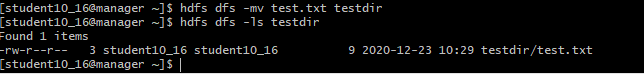 [student10_16@manager ~]$ hdfs dfs -mv test.txt testdir
[student10_16@manager ~]$ hdfs dfs -ls testdir
Found 1 items
-rw-r--r--   3 student10_16 student10_16          9 2020-12-23 10:29 testdir/test.txt
[student10_16@manager ~]$